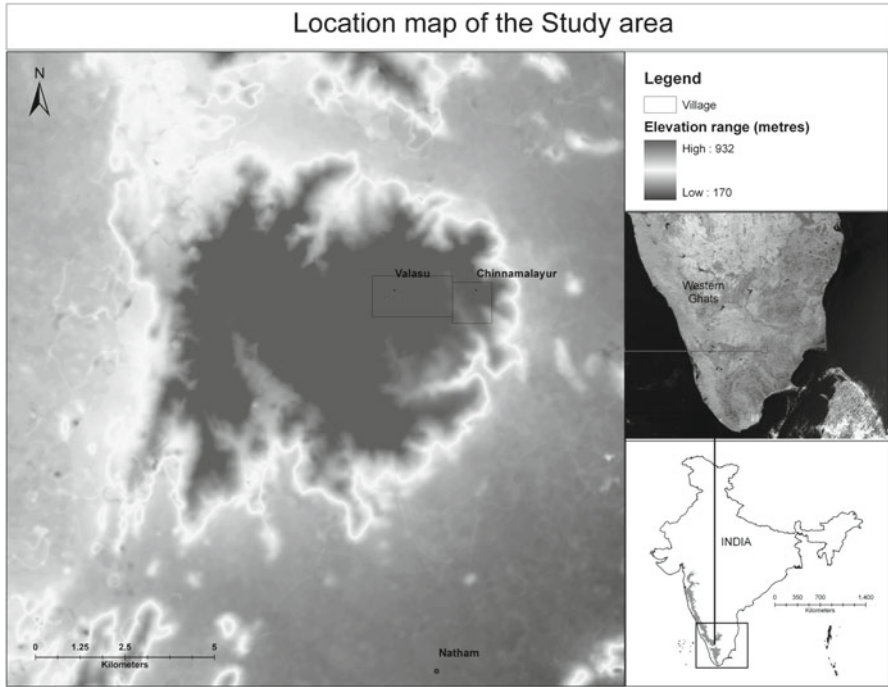 Location map of the Study area
N
Valasu
Chinnamalayur
0 1.25 2.5 5
Kilometers
Natham
Legend
Village
Elevation range (metres)
High : 932
Low : 170
Western
Ghats
INDIA
0 350 700 1,400
Kilometers